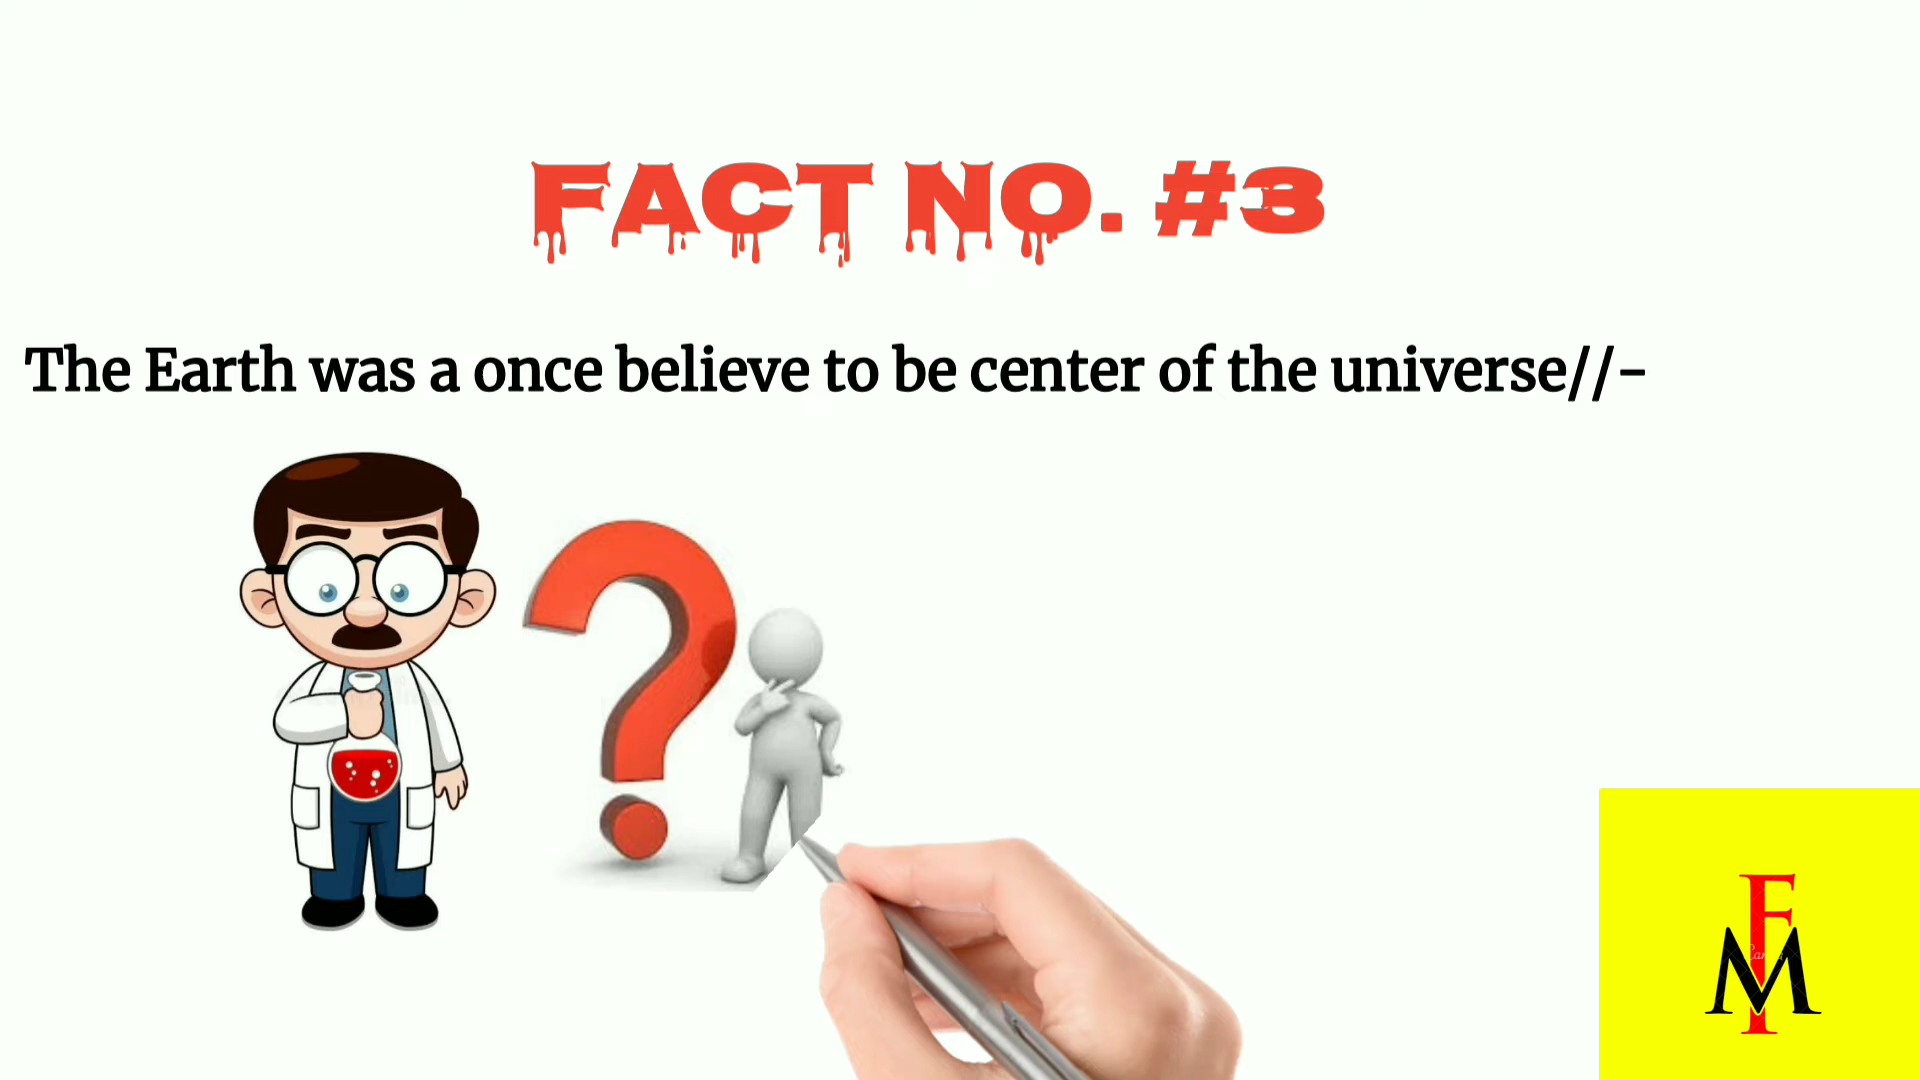 FACT NO. #3
The Earth was a once believe to be center of the universe//-
FM